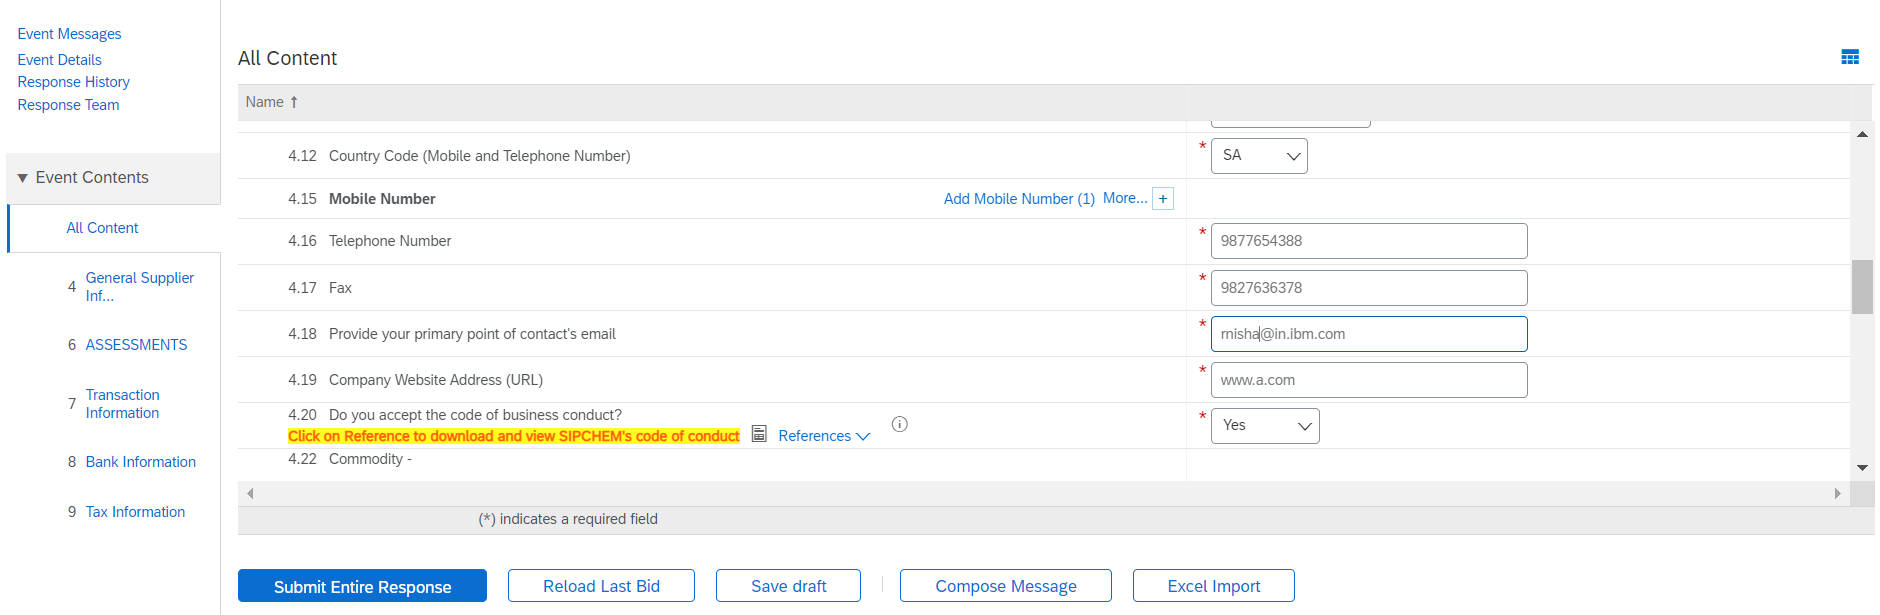 Event Messages
Event Details
Response History
Response Team
Event Contents
All Content
4 General Supplier
Inf...
6 ASSESSMENTS
7 Transaction
Information
8 Bank Information
9 Tax Information
All Content
Name ↑
4.12 Country Code (Mobile and Telephone Number) * SA
4.15 Mobile Number Add Mobile Number (1) More... +
4.16 Telephone Number * 9877654388
4.17 Fax * 9827636378
4.18 Provide your primary point of contact's email * rnisha@in.ibm.com
4.19 Company Website Address (URL) * www.a.com
4.20 Do you accept the code of business conduct? * Yes
Click on Reference to download and view SIPCHEM's code of conduct References
4.22 Commodity -
(*) indicates a required field
Submit Entire Response Reload Last Bid Save draft Compose Message Excel Import